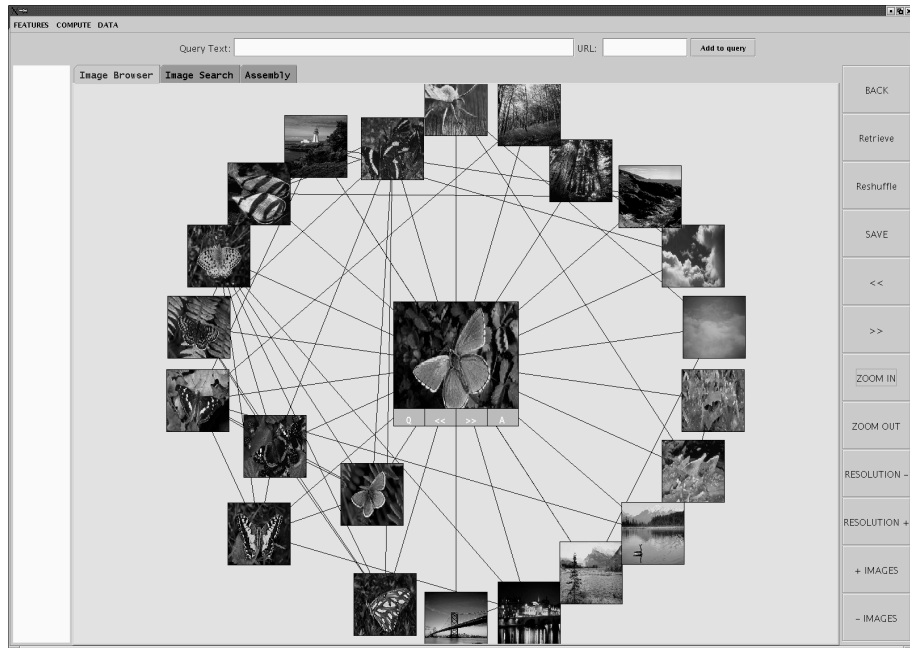 FEATURES COMPUTE DATA
Query Text: URL: Add to query
Image Browser Image Search Assembly
BACK
Retrieve
Reshuffle
SAVE
<<
>>
ZOOM IN
ZOOM OUT
RESOLUTION -
RESOLUTION +
+ IMAGES
- IMAGES
Q << >> A